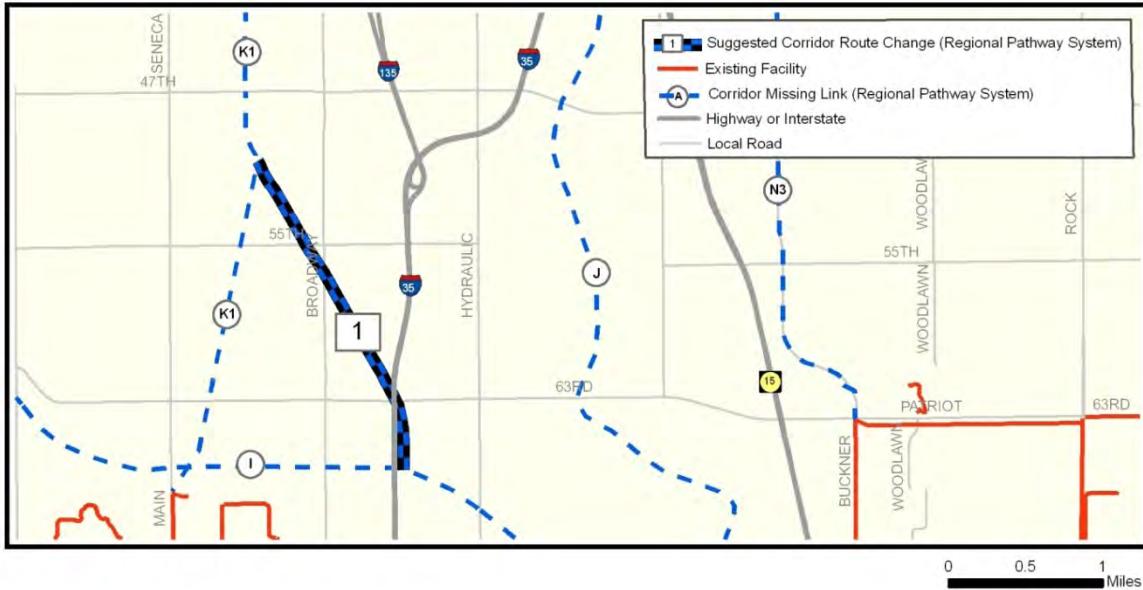 1 Suggested Corridor Route Change (Regional Pathway System)
Existing Facility
A Corridor Missing Link (Regional Pathway System)
Highway or Interstate
Local Road
K1
SENECA
135
35
47TH
N3
WOODLAWN
ROCK
55TH
BROADWAY
HYDRAULIC
J
55TH
35
K1
1
WOODLAWN
15
63RD
PATRIOT
63RD
I
MAIN
BUCKNER
WOODLAWN
0 0.5 1
Miles